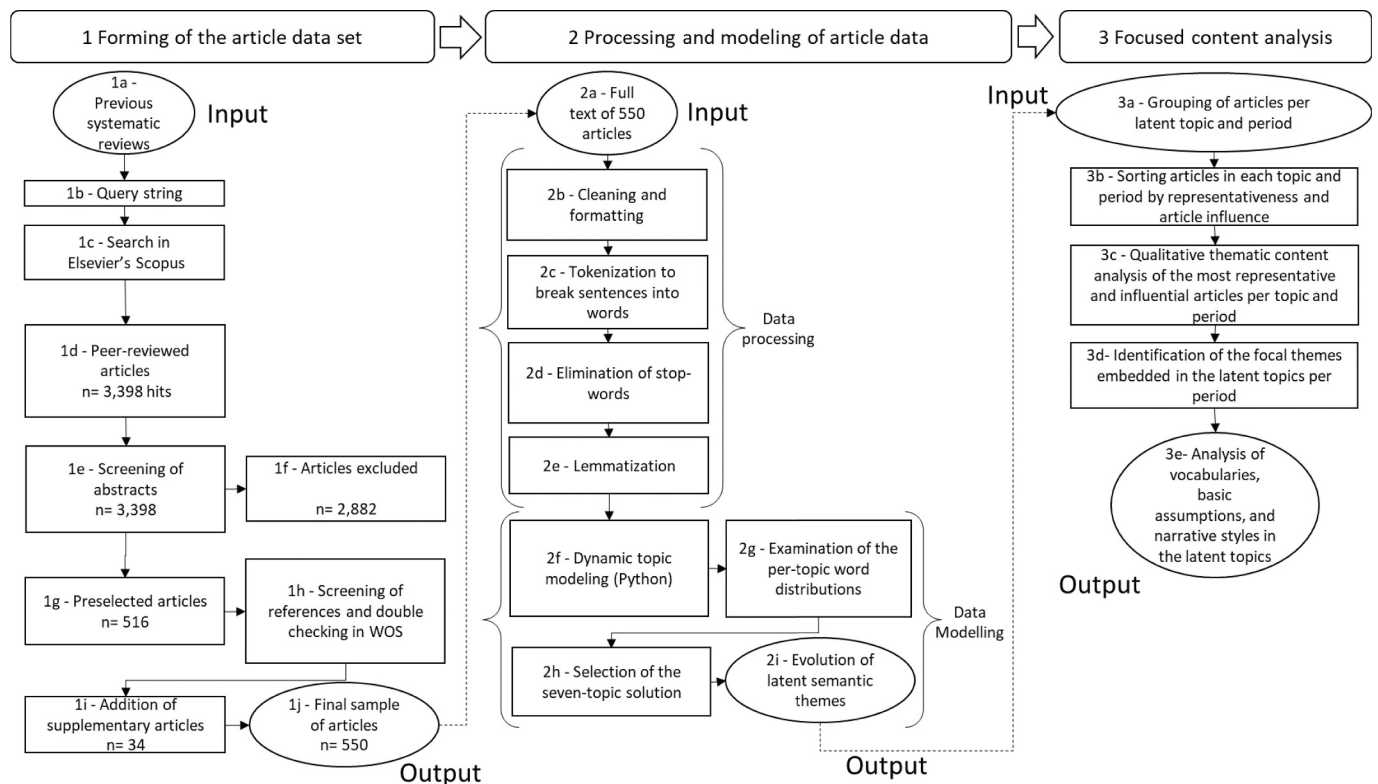 1 Forming of the article data set
2 Processing and modeling of article data
3 Focused content analysis
1a -
Previous
systematic
reviews
Input
1b - Query string
1c - Search in
Elsevier's Scopus
1d - Peer-reviewed
articles
n= 3,398 hits
1e - Screening of
abstracts
n= 3,398
1f - Articles excluded
n= 2,882
1g - Preselected articles
n= 516
1h - Screening of
references and double
checking in WOS
1i - Addition of
supplementary articles
n= 34
1j – Final sample
of articles
n= 550
Output
2a - Full
text of 550
articles
Input
2b - Cleaning and
formatting
2c - Tokenization to
break sentences into
words
2d - Elimination of stop-
words
2e - Lemmatization
Data
processing
2f - Dynamic topic
modeling (Python)
2g - Examination of the
per-topic word
distributions
2h - Selection of the
seven-topic solution
2i - Evolution of
latent semantic
themes
Data
Modelling
Output
Input
3a - Grouping of articles per
latent topic and period
3b - Sorting articles in each topic and
period by representativeness and
article influence
3c - Qualitative thematic content
analysis of the most representative
and influential articles per topic and
period
3d- Identification of the focal themes
embedded in the latent topics per
period
3e- Analysis of
vocabularies,
basic
assumptions, and
narrative styles in
the latent topics
Output